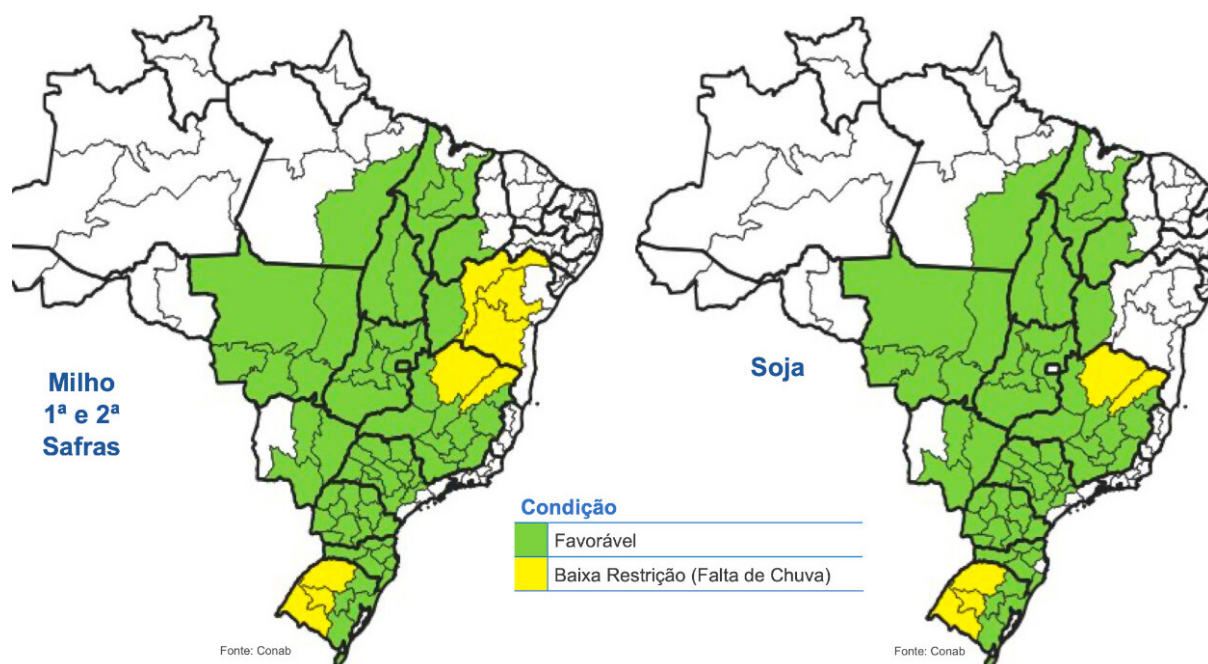 Milho
1ª e 2ª
Safras
Soja
Condição
Favorável
Baixa Restrição (Falta de Chuva)
Fonte: Conab
Fonte: Conab